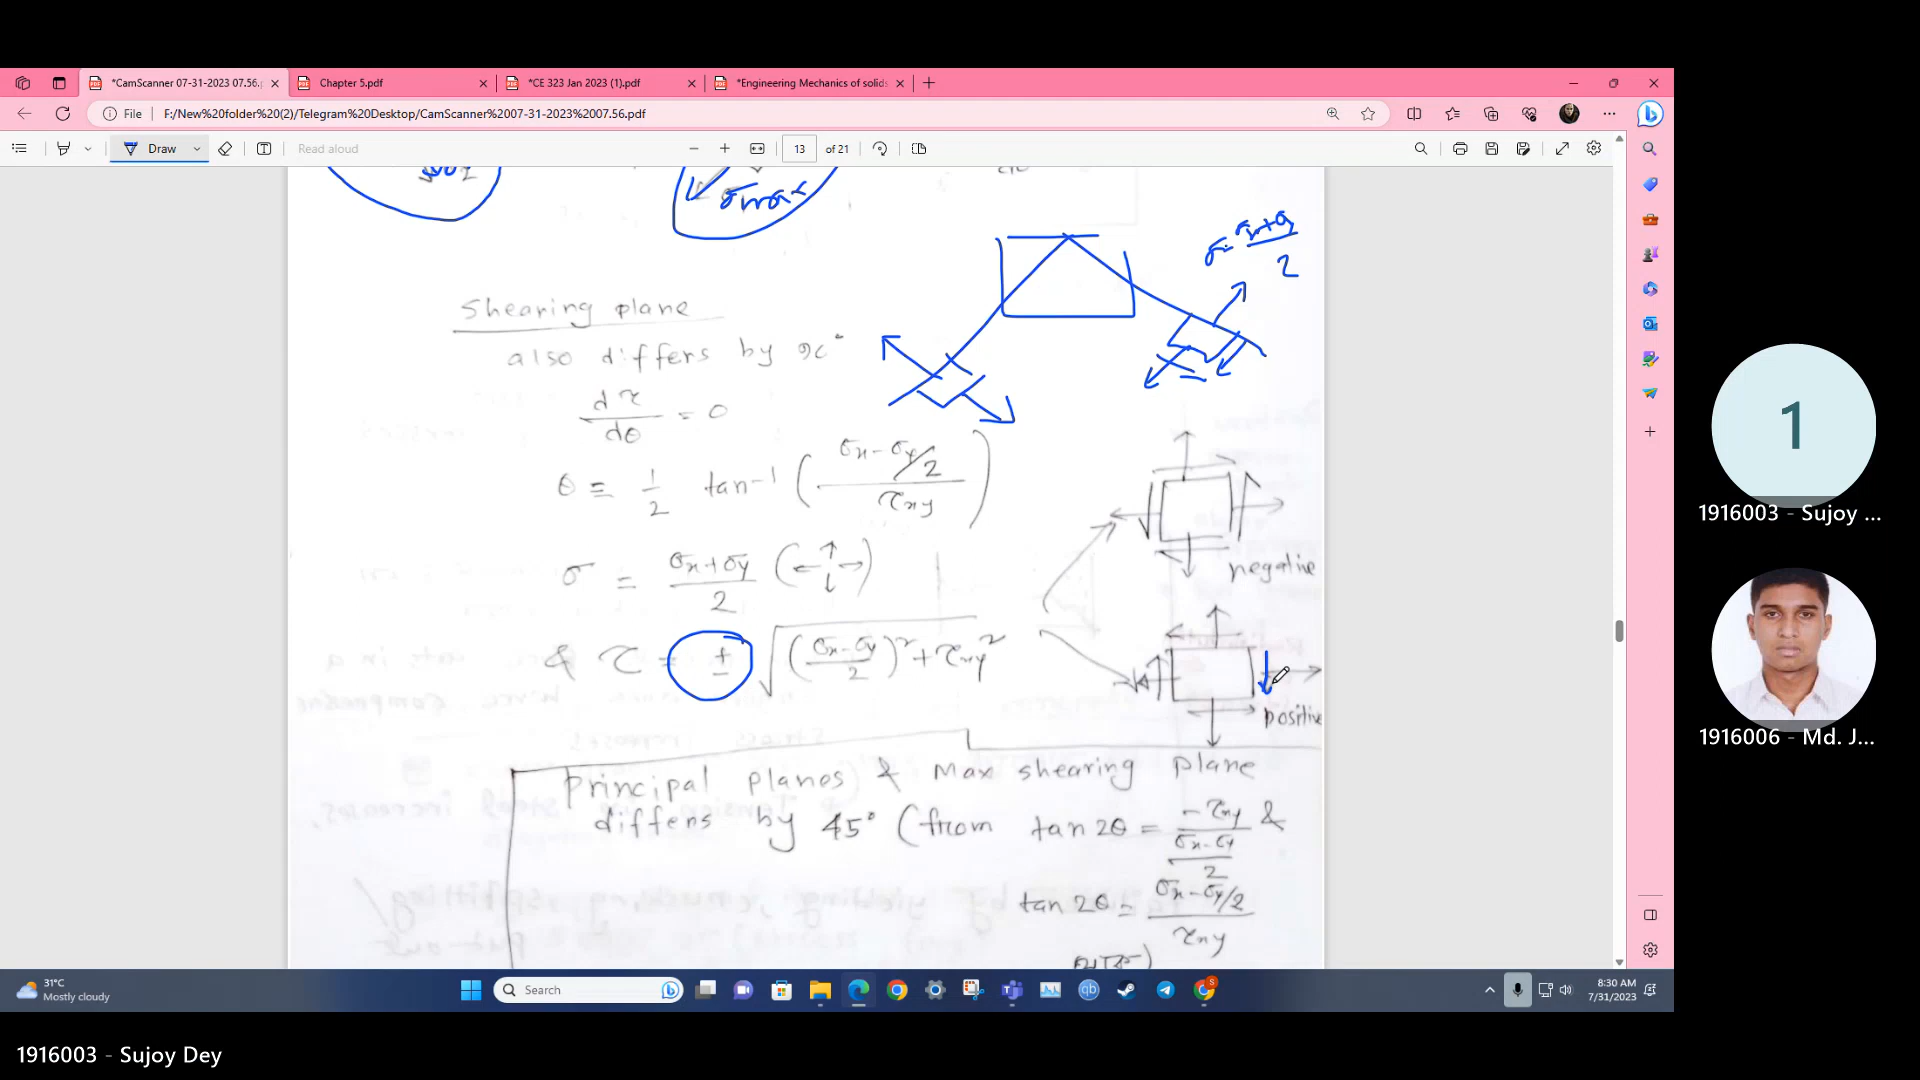 *CamScanner 07-31-2023 07.56.p
Chapter 5.pdf
*CE 323 Jan 2023 (1).pdf
*Engineering Mechanics of solids
File
F:/New%20folder%20(2)/Telegram%20Desktop/CamScanner%2007-31-2023%2007.56.pdf
Draw
Read aloud
13
of 21
σmax
σ = σx+σy/2
Shearing plane
also differs by 90°
dτ/dθ = 0
θ = 1/2 tan-1 (σx - σy/2 / τxy)
σ = σx+σy/2
negative
& τ = ± √((σx-σy/2)² + τxy²)
positive
Principal planes & Max shearing plane
differs by 45° (from tan 2θ = -τxy / σx-σy/2 &
tan 2θ = σx-σy/2 / τxy
1
1916003 - Sujoy ...
1916006 - Md. J...
31°C
Mostly cloudy
Search
8:30 AM
7/31/2023
1916003 - Sujoy Dey